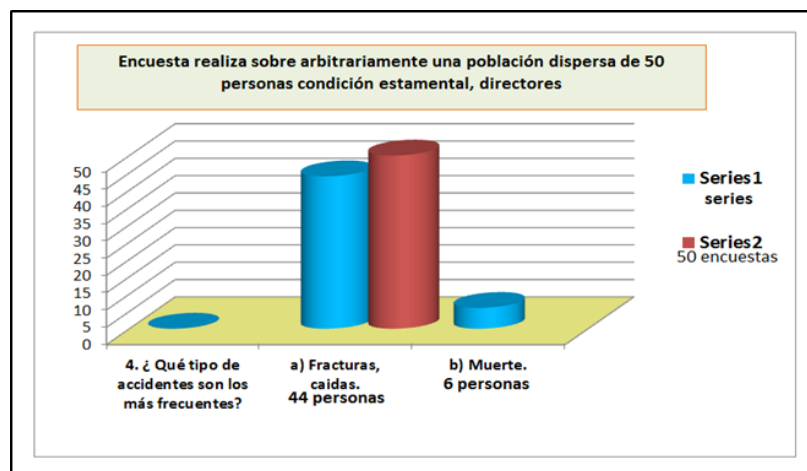 Encuesta realiza sobre arbitrariamente una población dispersa de 50
personas condición estamental, directores
50
45
40
35
30
25
20
15
10
5
0
4. ¿ Qué tipo de
accidentes son los
más frecuentes?
a) Fracturas,
caidas.
44 personas
b) Muerte.
6 personas
Series1
series
Series2
50 encuestas